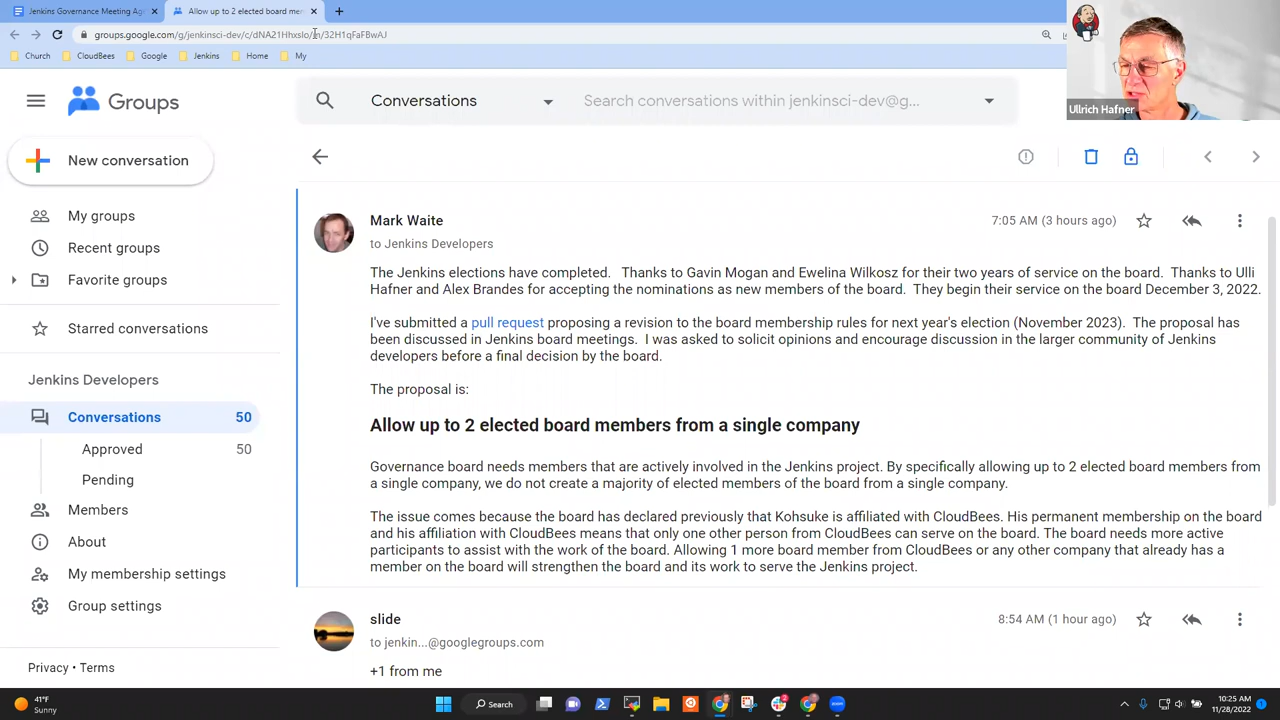 Jenkins Governance Meeting Ag
Allow up to 2 elected board mem
groups.google.com/g/jenkinsci-dev/c/dNA21Hhxslo/m/32H1qFaFBwAJ
Church
CloudBees
Google
Jenkins
Home
My
Ullrich Hafner
Groups
Conversations
Search conversations within jenkinsci-dev@g...
New conversation
My groups
Recent groups
Favorite groups
Starred conversations
Jenkins Developers
Conversations 50
Approved 50
Pending
Members
About
My membership settings
Group settings
Privacy • Terms
Mark Waite
7:05 AM (3 hours ago)
to Jenkins Developers
The Jenkins elections have completed. Thanks to Gavin Mogan and Ewelina Wilkosz for their two years of service on the board. Thanks to Ulli
Hafner and Alex Brandes for accepting the nominations as new members of the board. They begin their service on the board December 3, 2022.
I've submitted a pull request proposing a revision to the board membership rules for next year's election (November 2023). The proposal has
been discussed in Jenkins board meetings. I was asked to solicit opinions and encourage discussion in the larger community of Jenkins
developers before a final decision by the board.
The proposal is:
Allow up to 2 elected board members from a single company
Governance board needs members that are actively involved in the Jenkins project. By specifically allowing up to 2 elected board members from
a single company, we do not create a majority of elected members of the board from a single company.
The issue comes because the board has declared previously that Kohsuke is affiliated with CloudBees. His permanent membership on the board
and his affiliation with CloudBees means that only one other person from CloudBees can serve on the board. The board needs more active
participants to assist with the work of the board. Allowing 1 more board member from CloudBees or any other company that already has a
member on the board will strengthen the board and its work to serve the Jenkins project.
slide
8:54 AM (1 hour ago)
to jenkin...@googlegroups.com
+1 from me
41°F
Sunny
Search
10:25 AM
11/28/2022